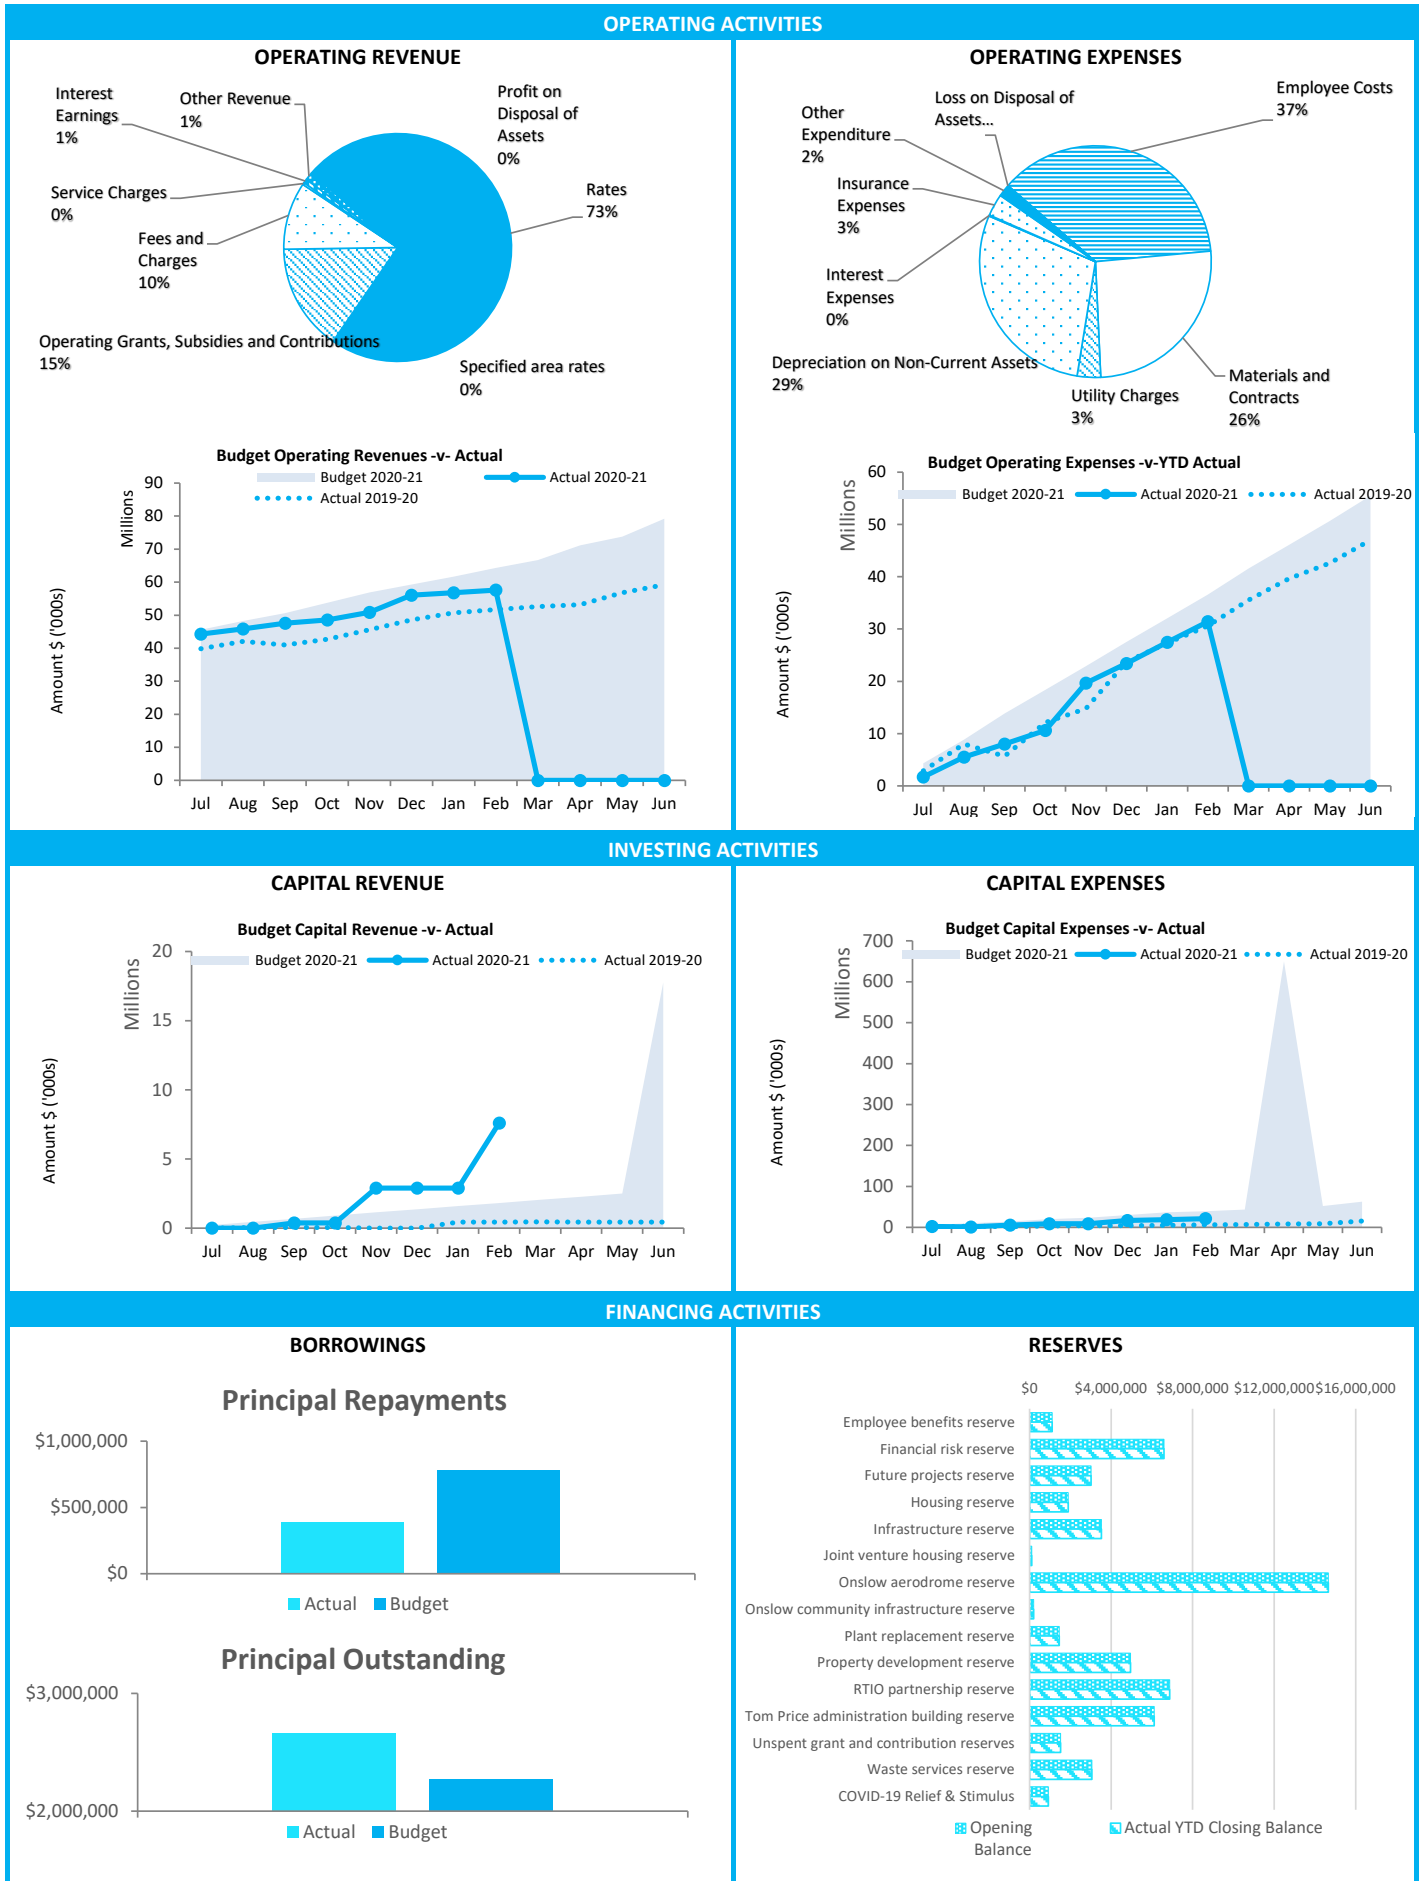 OPERATING ACTIVITIES
OPERATING REVENUE
Interest
Earnings
1%
Other Revenue
1%
Profit on
Disposal of
Assets
0%
Service Charges
0%
Rates
73%
Fees and
Charges
10%
Operating Grants, Subsidies and Contributions
15%
Specified area rates
0%
OPERATING EXPENSES
Employee Costs
37%
Loss on Disposal of
Assets...
Other
Expenditure
2%
Insurance
Expenses
3%
Interest
Expenses
0%
Depreciation on Non-Current Assets
29%
Utility Charges
3%
Materials and
Contracts
26%
Budget Operating Revenues -v- Actual
Budget 2020-21
Actual 2020-21
Actual 2019-20
Millions
Amount $ ('000s)
90
80
70
60
50
40
30
20
10
0
Jul Aug Sep Oct Nov Dec Jan Feb Mar Apr May Jun
Budget Operating Expenses -v-YTD Actual
Budget 2020-21
Actual 2020-21
Actual 2019-20
Millions
Amount $ ('000s)
60
50
40
30
20
10
0
Jul Aug Sep Oct Nov Dec Jan Feb Mar Apr May Jun
INVESTING ACTIVITIES
CAPITAL REVENUE
Budget Capital Revenue -v- Actual
Budget 2020-21
Actual 2020-21
Actual 2019-20
Millions
Amount $ ('000s)
20
15
10
5
0
Jul Aug Sep Oct Nov Dec Jan Feb Mar Apr May Jun
CAPITAL EXPENSES
Budget Capital Expenses -v- Actual
Budget 2020-21
Actual 2020-21
Actual 2019-20
Millions
Amount $ ('000s)
700
600
500
400
300
200
100
0
Jul Aug Sep Oct Nov Dec Jan Feb Mar Apr May Jun
FINANCING ACTIVITIES
BORROWINGS
Principal Repayments
$1,000,000
$500,000
$0
Actual
Budget
Principal Outstanding
$3,000,000
$2,000,000
Actual
Budget
RESERVES
$0 $4,000,000 $8,000,000 $12,000,000 $16,000,000
Employee benefits reserve
Financial risk reserve
Future projects reserve
Housing reserve
Infrastructure reserve
Joint venture housing reserve
Onslow aerodrome reserve
Onslow community infrastructure reserve
Plant replacement reserve
Property development reserve
RTIO partnership reserve
Tom Price administration building reserve
Unspent grant and contribution reserves
Waste services reserve
COVID-19 Relief & Stimulus
Opening
Balance
Actual YTD Closing Balance